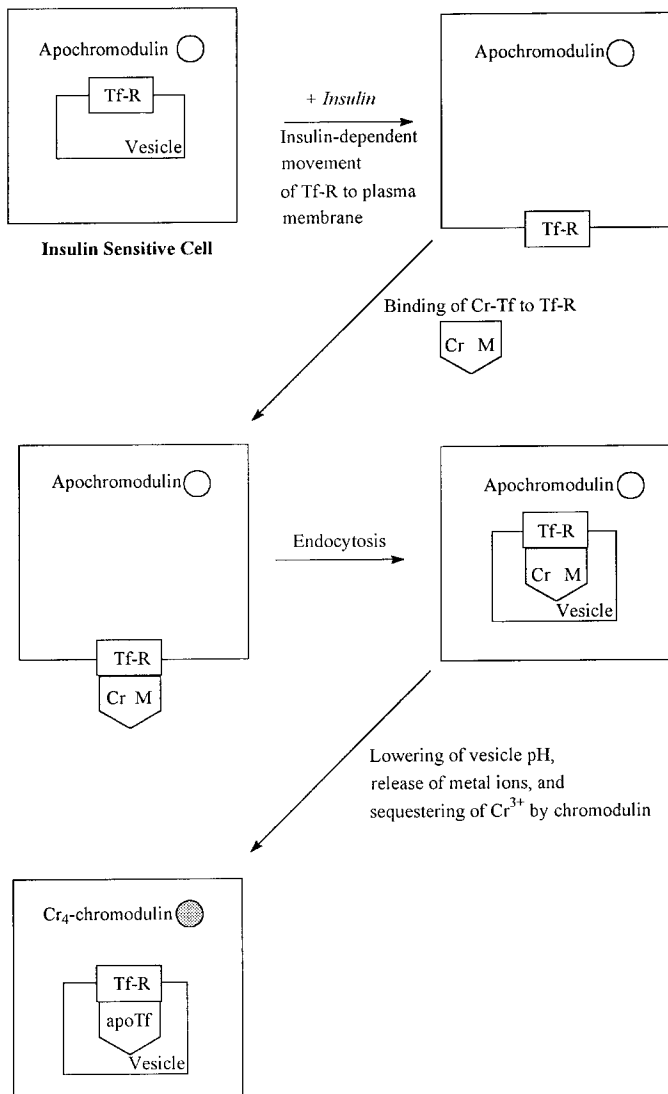 Apochromodulin
Tf-R
Vesicle
Insulin Sensitive Cell
+ Insulin
Insulin-dependent
movement
of Tf-R to plasma
membrane
Apochromodulin
Tf-R
Binding of Cr-Tf to Tf-R
Cr M
Apochromodulin
Tf-R
Cr M
Endocytosis
Apochromodulin
Tf-R
Cr M
Vesicle
Lowering of vesicle pH,
release of metal ions, and
sequestering of Cr³⁺ by chromodulin
Cr₄-chromodulin
Tf-R
apoTf
Vesicle